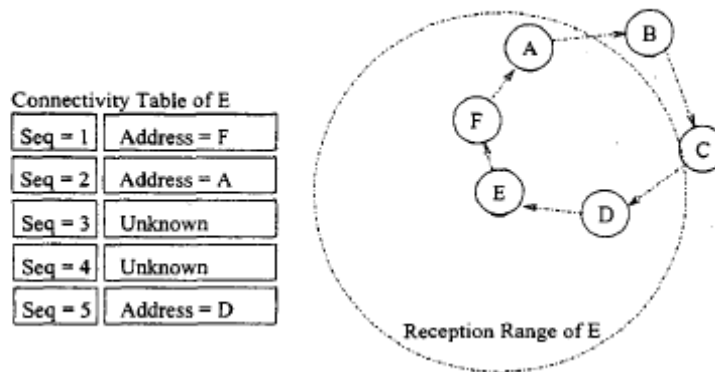 Connectivity Table of E
Seq = 1 Address = F
Seq = 2 Address = A
Seq = 3 Unknown
Seq = 4 Unknown
Seq = 5 Address = D
A
B
F
C
E
D
Reception Range of E